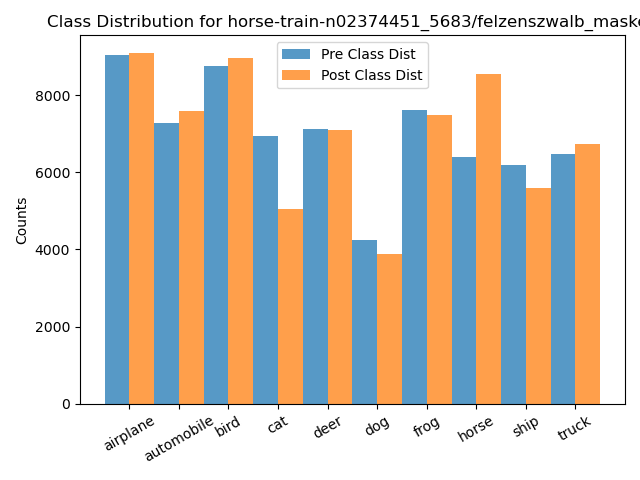 Class Distribution for horse-train-n02374451_5683/felzenszwalb_maske
Pre Class Dist
Post Class Dist
Counts
8000
6000
4000
2000
0
airplane
automobile
bird
cat
deer
dog
frog
horse
ship
truck